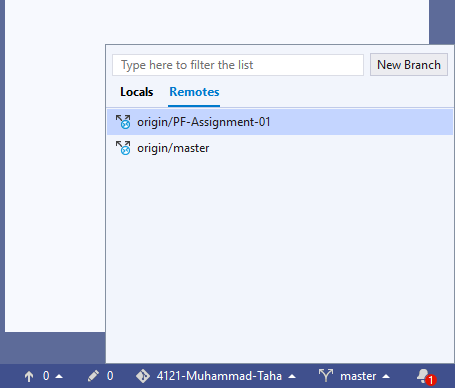 Type here to filter the list
New Branch
Locals Remotes
origin/PF-Assignment-01
origin/master
0 0 4121-Muhammad-Taha master 1